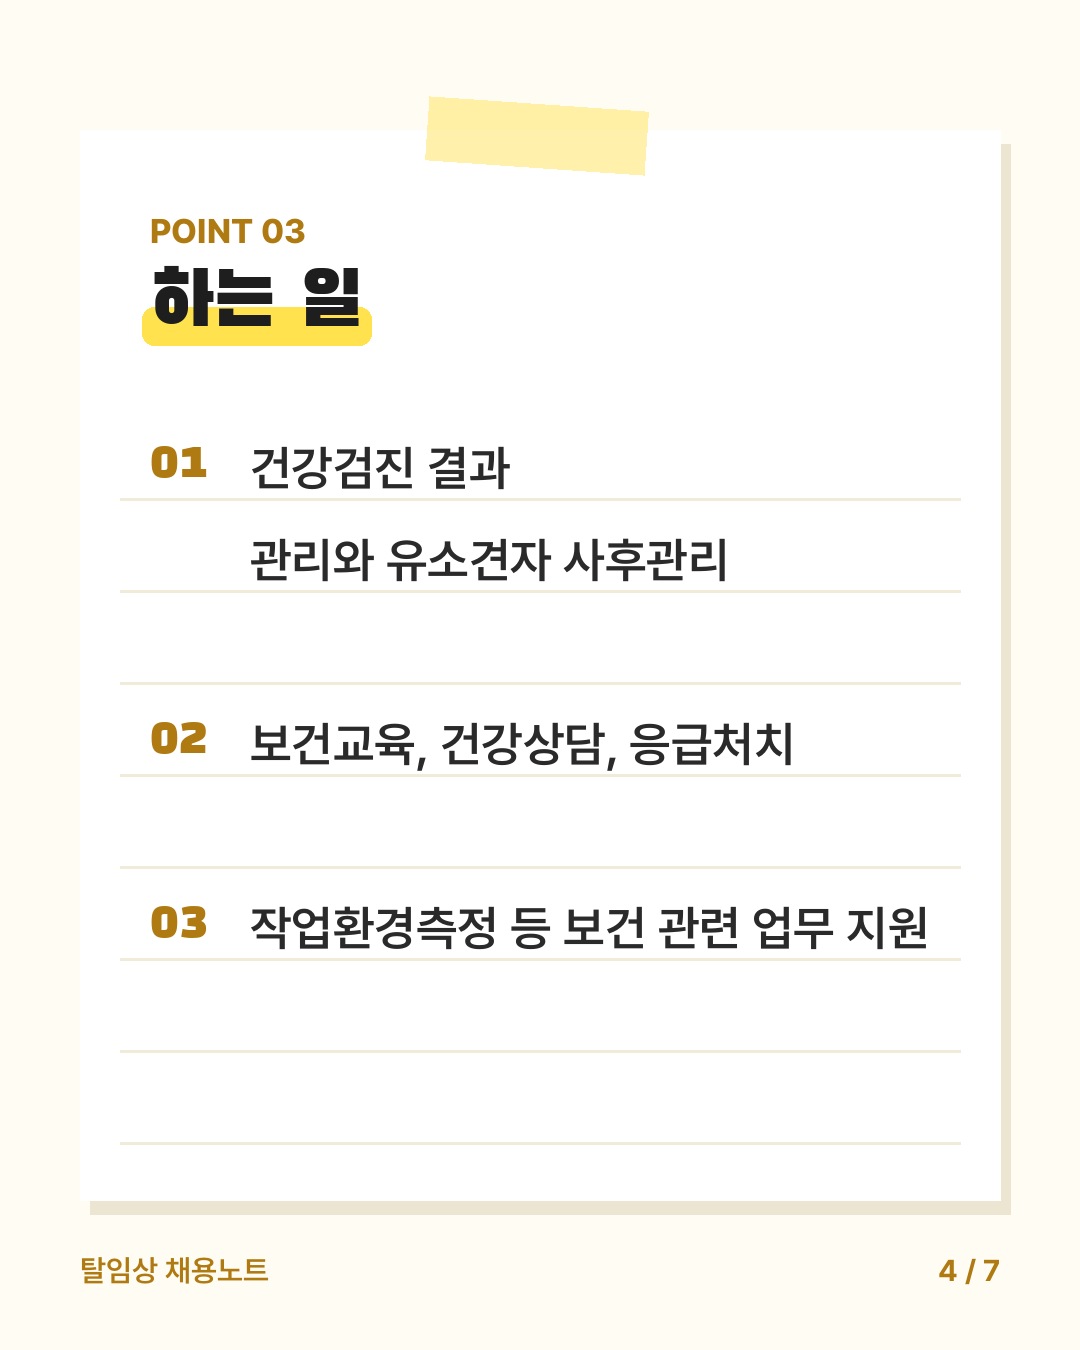 POINT 03
하는 일
01 건강검진 결과
관리와 유소견자 사후관리
02 보건교육, 건강상담, 응급처치
03 작업환경측정 등 보건 관련 업무 지원
탈임상 채용노트
4 / 7